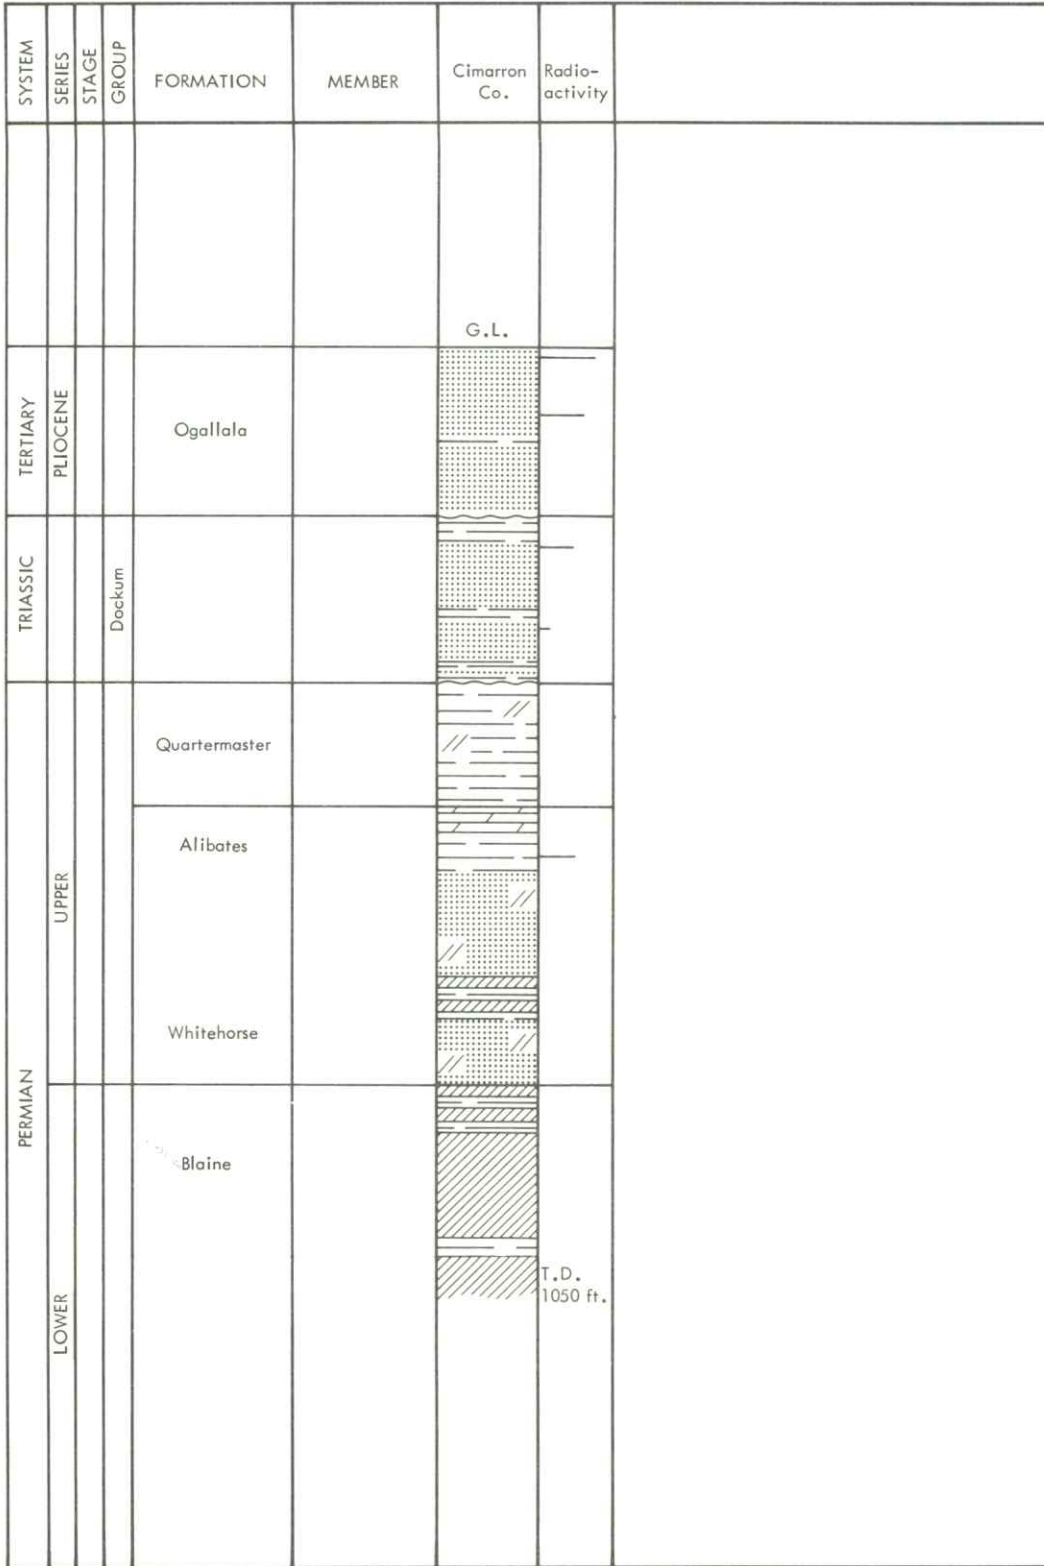 SYSTEM
SERIES
STAGE
GROUP
FORMATION
MEMBER
Cimarron
Co.
Radio-
activity
G.L.
TERTIARY
PLIOCENE
Ogallala
TRIASSIC
Dockum
PERMIAN
UPPER
Quartermaster
Alibates
Whitehorse
LOWER
Blaine
T.D.
1050 ft.